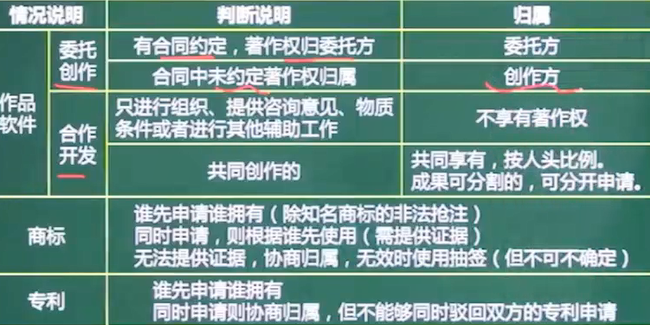 情况说明 判断说明 归属
作品
软件
委托
创作
有合同约定，著作权归委托方 委托方
合同中未约定著作权归属 创作方
合作
开发
只进行组织、提供咨询意见、物质
条件或者进行其他辅助工作
不享有著作权
共同创作的
共同享有，按人头比例。
成果可分割的，可分开申请。
商标
谁先申请谁拥有（除知名商标的非法抢注）
同时申请，则根据谁先使用（需提供证据）
无法提供证据，协商归属，无效时使用抽签（但不可不确定）
专利
谁先申请谁拥有
同时申请则协商归属，但不能够同时驳回双方的专利申请